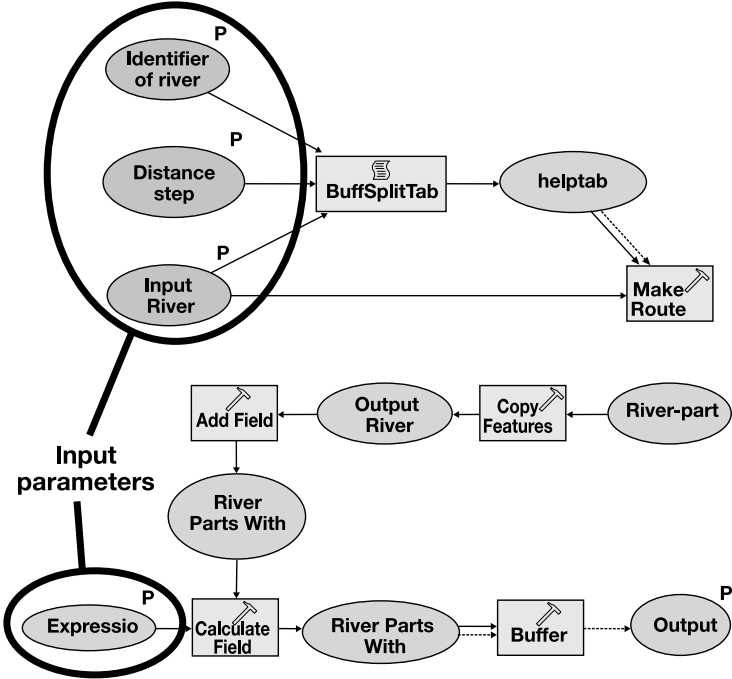 P
Identifier
of river
P
Distance
step
BuffSplitTab
helptab
P
Input
River
Make
Route
Add Field
Output
River
Copy
Features
River-part
Input
parameters
River
Parts With
P
Expressio
Calculate
Field
River Parts
With
Buffer
P
Output